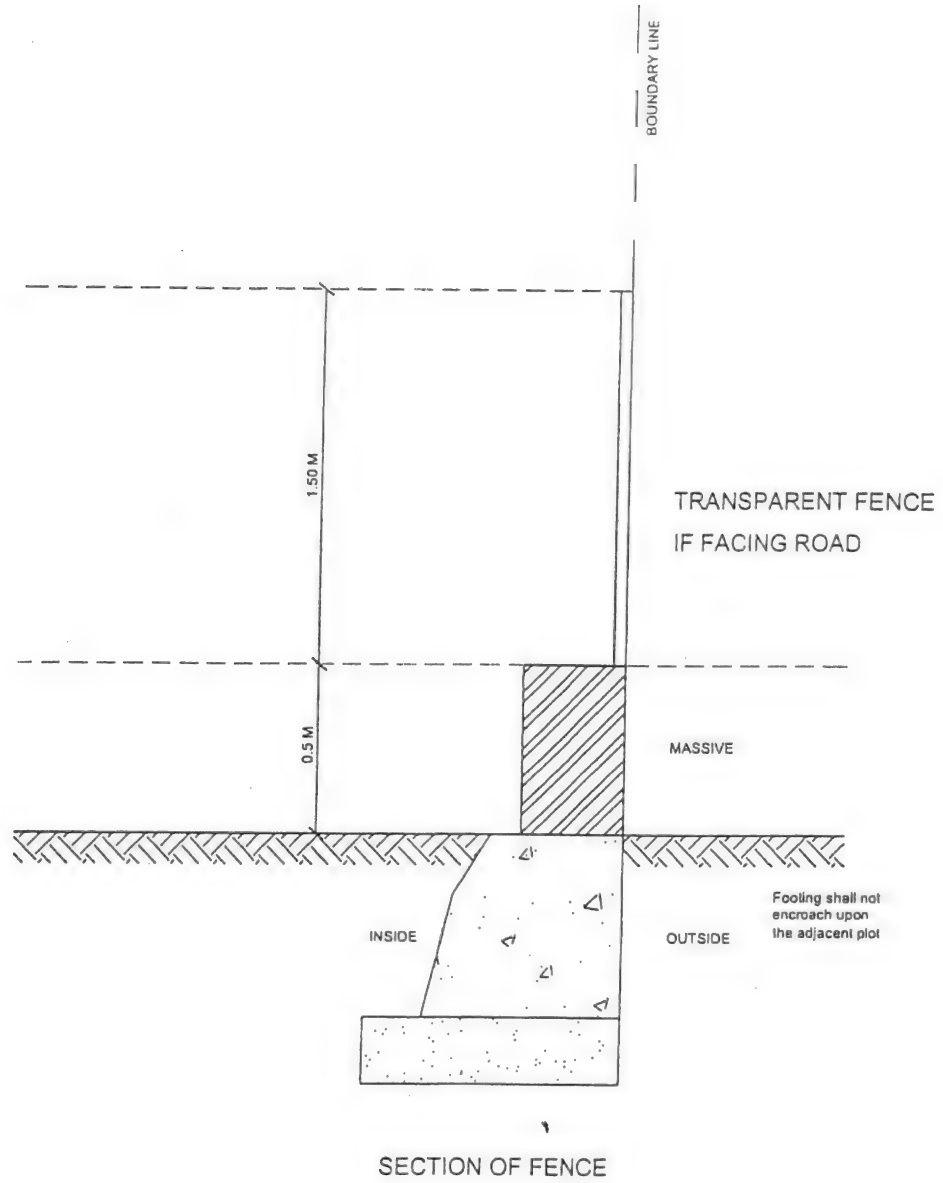 BOUNDARY LINE
1.50 M
TRANSPARENT FENCE
IF FACING ROAD
0.5 M
MASSIVE
INSIDE
OUTSIDE
Footing shall not
encroach upon
the adjacent plot
SECTION OF FENCE